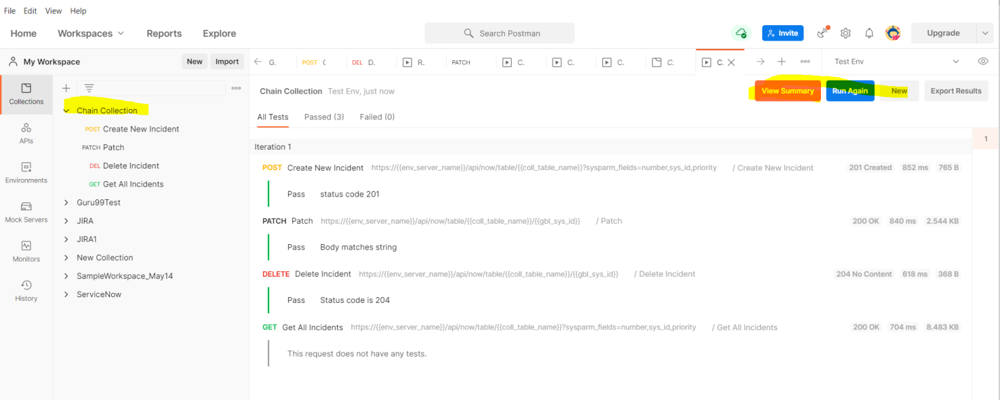 File Edit View Help
Home Workspaces Reports Explore Search Postman Invite Upgrade
My Workspace New Import
G. POST DEL D. R. PATCH C. C. C. C. C. Test Env
Collections
APIs
Environments
Mock Servers
Monitors
History
Chain Collection
POST Create New Incident
PATCH Patch
DEL Delete Incident
GET Get All Incidents
Guru99Test
JIRA
JIRA1
New Collection
SampleWorkspace_May14
ServiceNow
Chain Collection Test Env, just now View Summary Run Again New Export Results
All Tests Passed (3) Failed (0)
Iteration 1
1
POST Create New Incident https://{{env_server_name}}/api/now/table/{{coll_table_name}}?sysparm_fields=number,sys_id,priority / Create New Incident 201 Created 852 ms 765 B
Pass status code 201
PATCH Patch https://{{env_server_name}}/api/now/table/{{coll_table_name}}/{{gbl_sys_id}} / Patch 200 OK 840 ms 2.544 KB
Pass Body matches string
DELETE Delete Incident https://{{env_server_name}}/api/now/table/{{coll_table_name}}/{{gbl_sys_id}} / Delete Incident 204 No Content 618 ms 368 B
Pass Status code is 204
GET Get All Incidents https://{{env_server_name}}/api/now/table/{{coll_table_name}}?sysparm_fields=number,sys_id,priority / Get All Incidents 200 OK 704 ms 8.483 KB
This request does not have any tests.